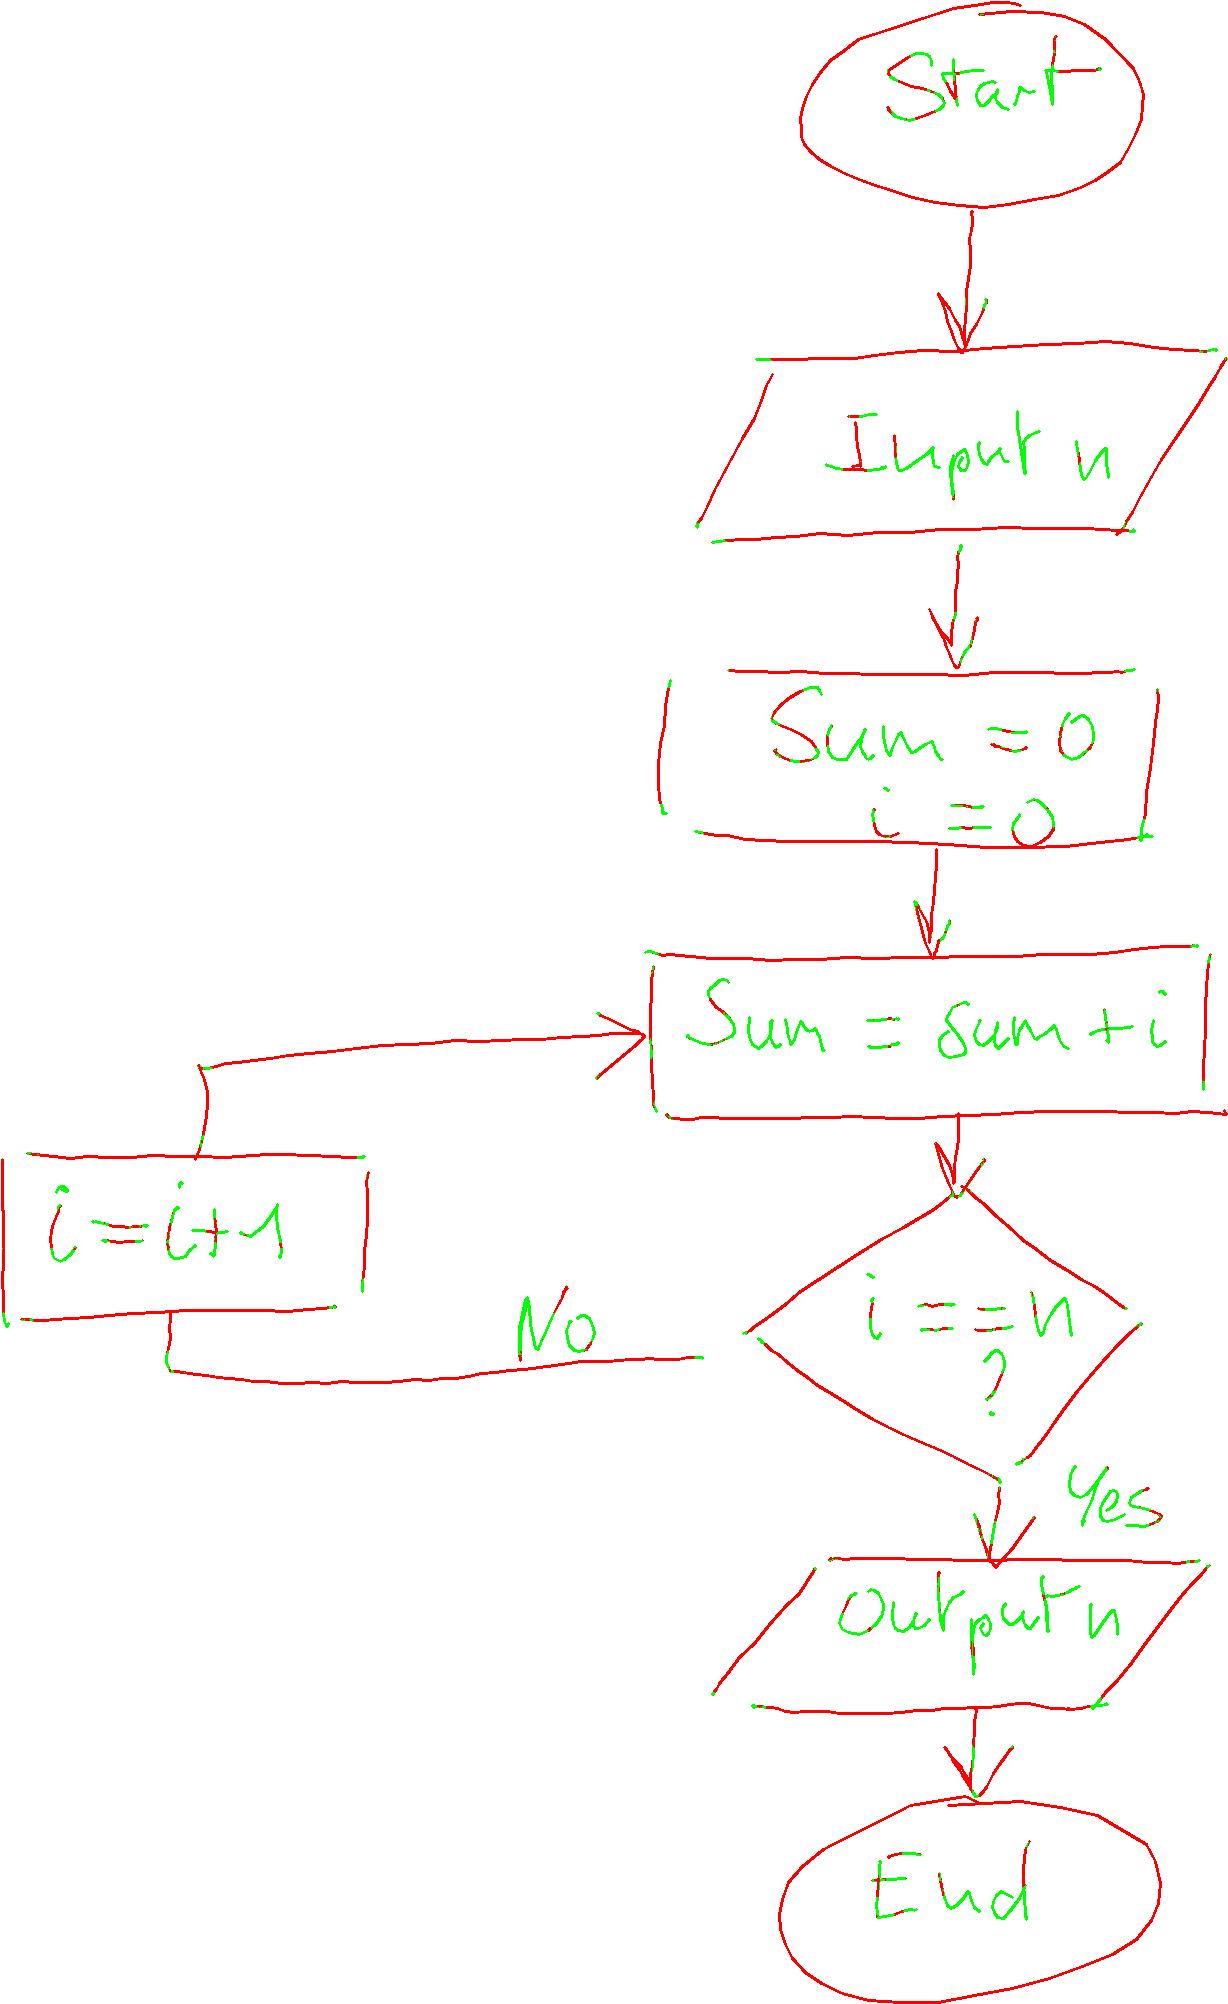 Start
Input n
Sum = 0
i = 0
Sum = sum + i
i = i + 1
No
i == n
?
Yes
Output n
End